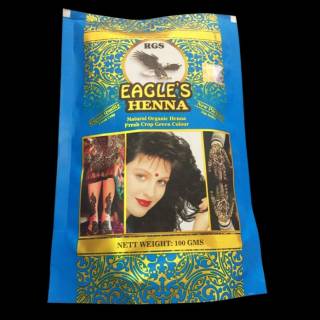 RGS
EAGLE'S
HENNA
Natural Organic Henna
Fresh Crop Green Colour
NETT WEIGHT: 100 GMS